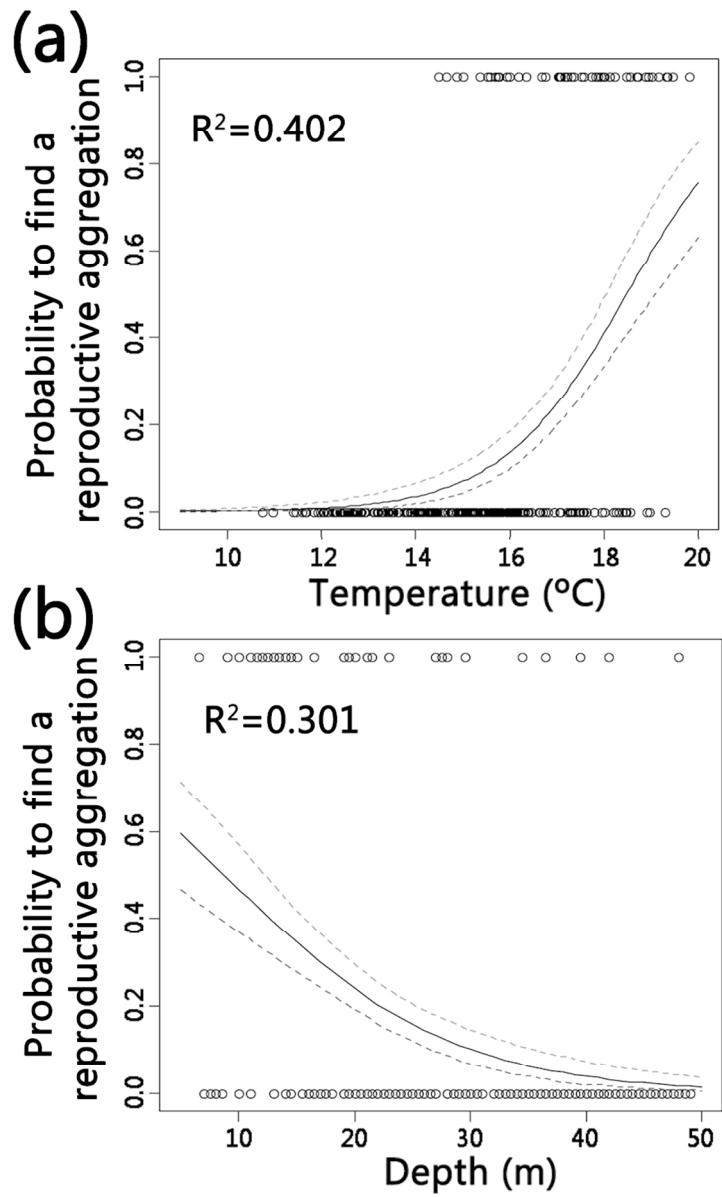 (a)
Probability to find a
reproductive aggregation
1.0
0.8
0.6
0.4
0.2
0.0
R²=0.402
10
12
14
16
18
20
Temperature (ºC)
(b)
Probability to find a
reproductive aggregation
1.0
0.8
0.6
0.4
0.2
0.0
R²=0.301
10
20
30
40
50
Depth (m)